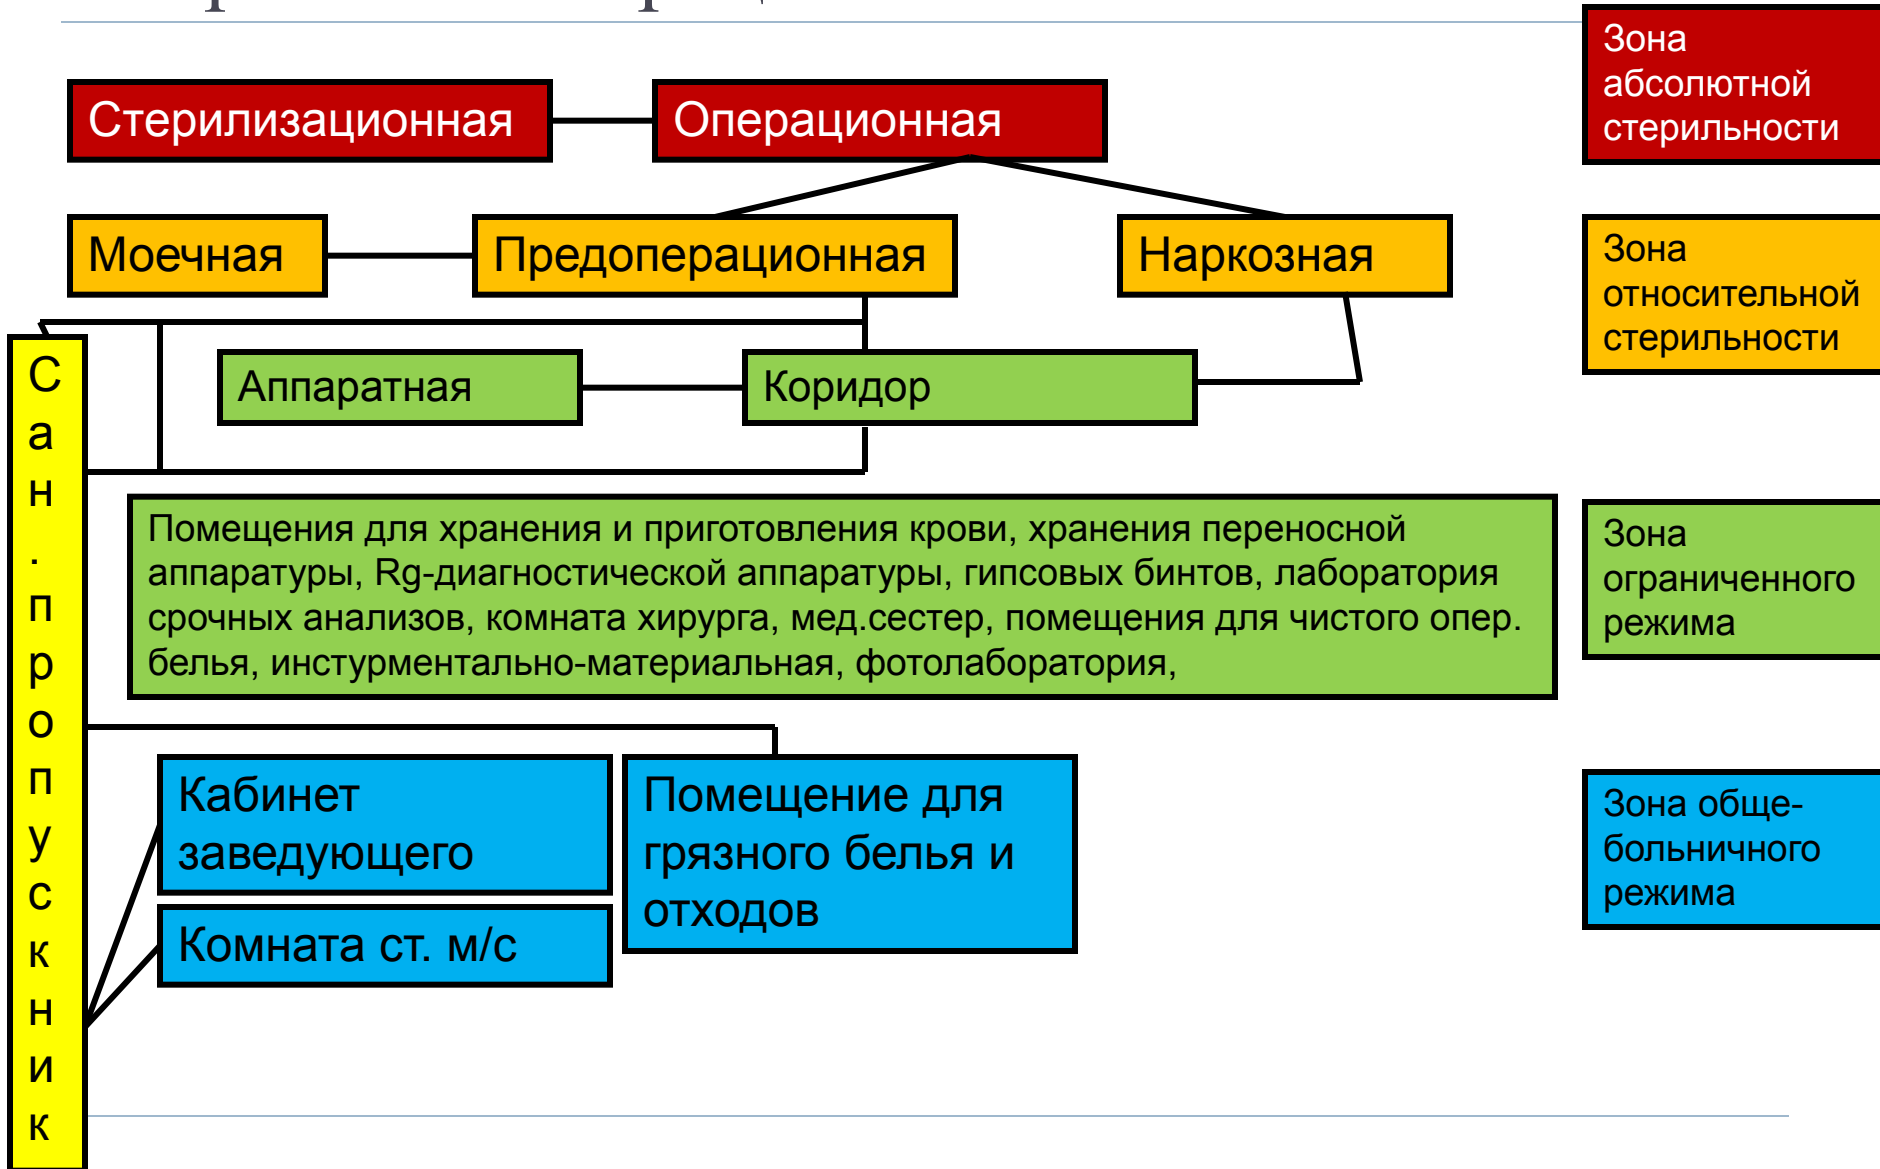 Зона
абсолютной
стерильности
Стерилизационная
Операционная
Моечная
Предоперационная
Наркозная
Зона
относительной
стерильности
Сан.пропускник
Аппаратная
Коридор
Помещения для хранения и приготовления крови, хранения переносной
аппаратуры, Rg-диагностической аппаратуры, гипсовых бинтов, лаборатория
срочных анализов, комната хирурга, мед.сестер, помещения для чистого опер.
белья, инстурментально-материальная, фотолаборатория,
Зона
ограниченного
режима
Кабинет
заведующего
Помещение для
грязного белья и
отходов
Комната ст. м/с
Зона обще-
больничного
режима